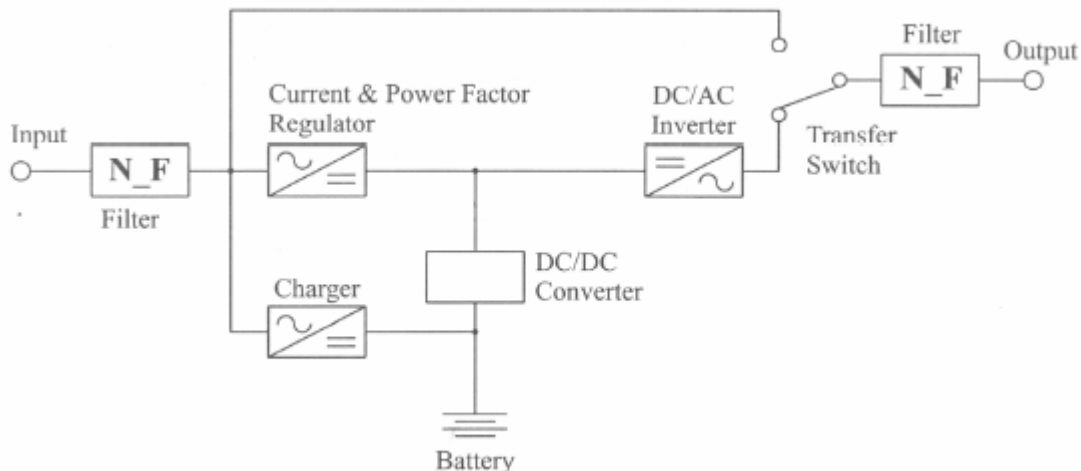 Filter
Output
N_F
Current & Power Factor
Regulator
DC/AC
Inverter
Transfer
Switch
Input
N_F
Filter
DC/DC
Converter
Charger
Battery